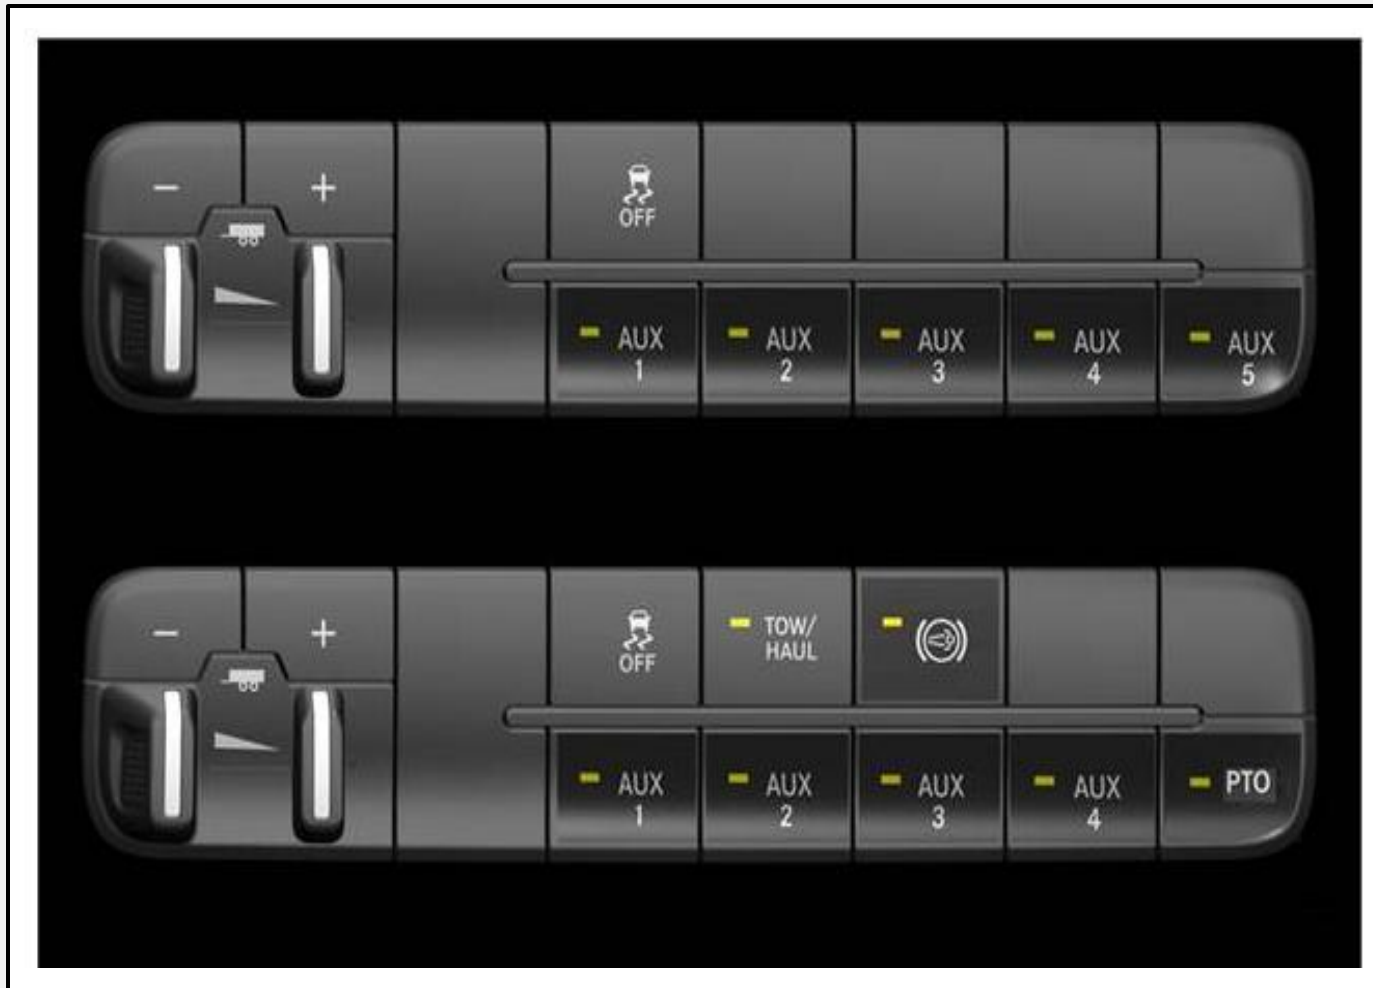 − +
OFF
AUX AUX AUX AUX AUX
1 2 3 4 5
− +
OFF
TOW/
HAUL
AUX AUX AUX AUX PTO
1 2 3 4